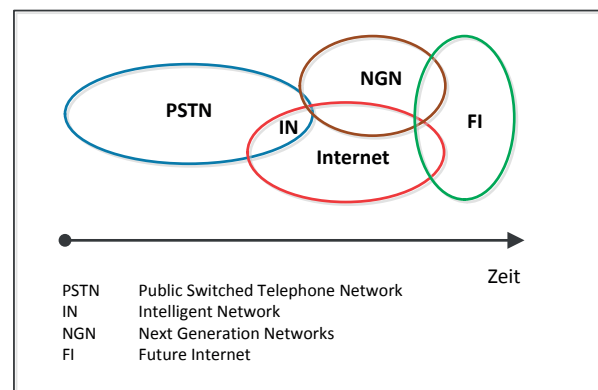 NGN
PSTN
IN
FI
Internet
Zeit
PSTN Public Switched Telephone Network
IN Intelligent Network
NGN Next Generation Networks
FI Future Internet